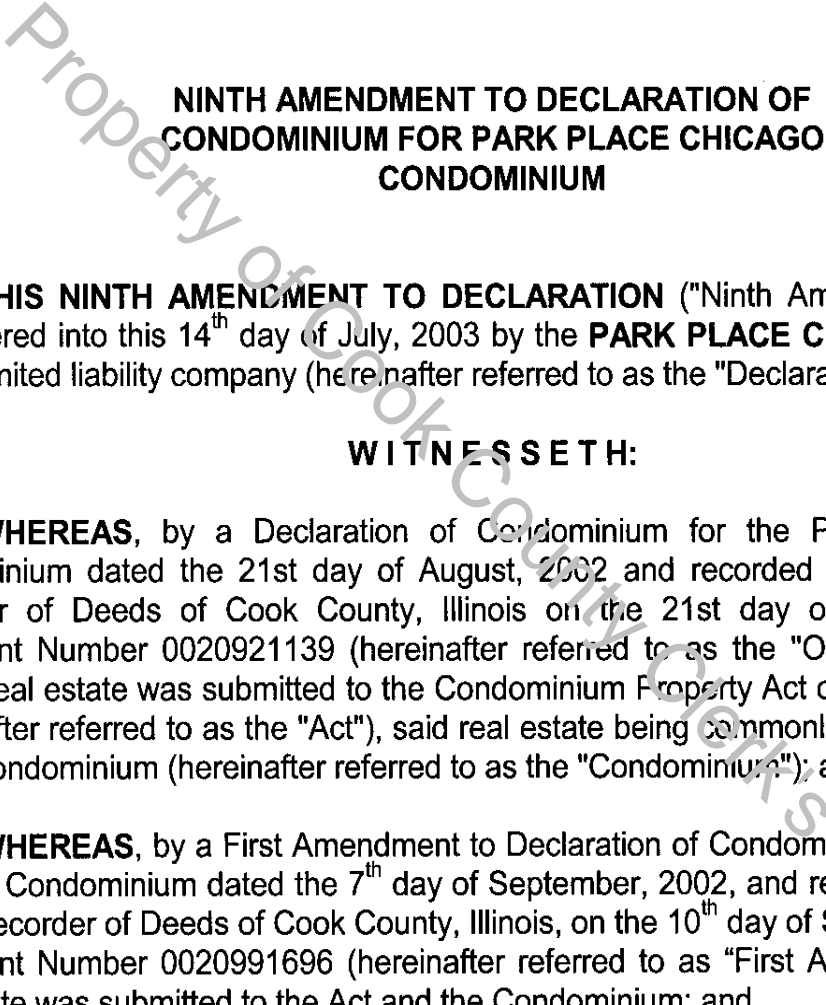 NINTH AMENDMENT TO DECLARATION OF
CONDOMINIUM FOR PARK PLACE CHICAGO
CONDOMINIUM
HIS NINTH AMENDMENT TO DECLARATION ("Ninth Am
ered into this 14th day of July, 2003 by the PARK PLACE C
mited liability company (hereinafter referred to as the "Declara
W I T N E S S E T H:
WHEREAS, by a Declaration of Condominium for the P
inium dated the 21st day of August, 2002 and recorded
r of Deeds of Cook County, Illinois on the 21st day o
nt Number 0020921139 (hereinafter referred to as the "O
eal estate was submitted to the Condominium Property Act o
fter referred to as the "Act"), said real estate being commonl
ondominium (hereinafter referred to as the "Condominium"); a
WHEREAS, by a First Amendment to Declaration of Condom
Condominium dated the 7th day of September, 2002, and re
ecorder of Deeds of Cook County, Illinois, on the 10th day of S
nt Number 0020991696 (hereinafter referred to as “First A
te was submitted to the Act and the Condominium; and
Property of Cook County Clerk's